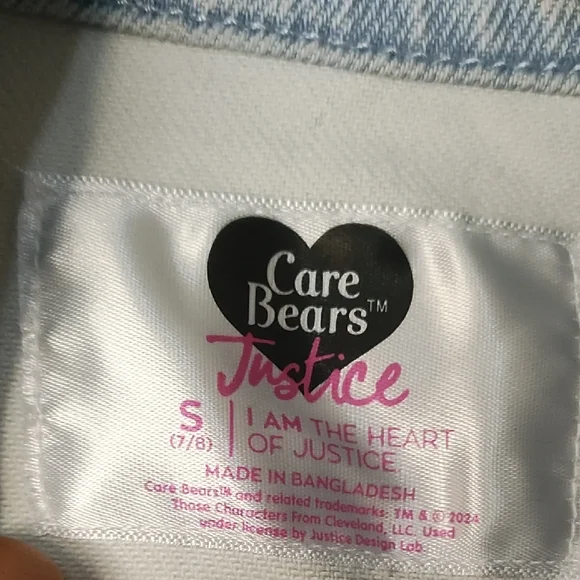 Care
Bears™
Justice
S
(7/8)
I AM THE HEART
OF JUSTICE.
MADE IN BANGLADESH
Care Bears™ and related trademarks: TM & © 2024
Those Characters From Cleveland, LLC. Used
under license by Justice Design Lab.